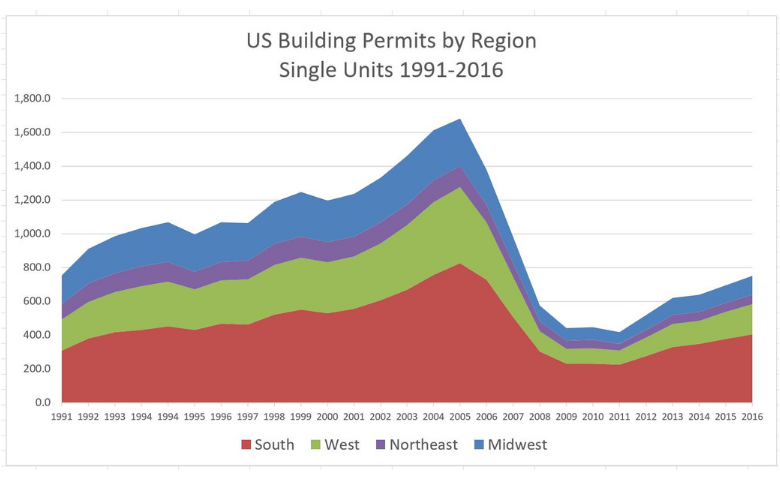 US Building Permits by Region
Single Units 1991-2016
1,800.0
1,600.0
1,400.0
1,200.0
1,000.0
800.0
600.0
400.0
200.0
0.0
1991 1992 1993 1994 1994 1995 1996 1997 1998 1999 2000 2001 2002 2003 2004 2005 2006 2007 2008 2009 2010 2011 2012 2013 2014 2015 2016
South West Northeast Midwest